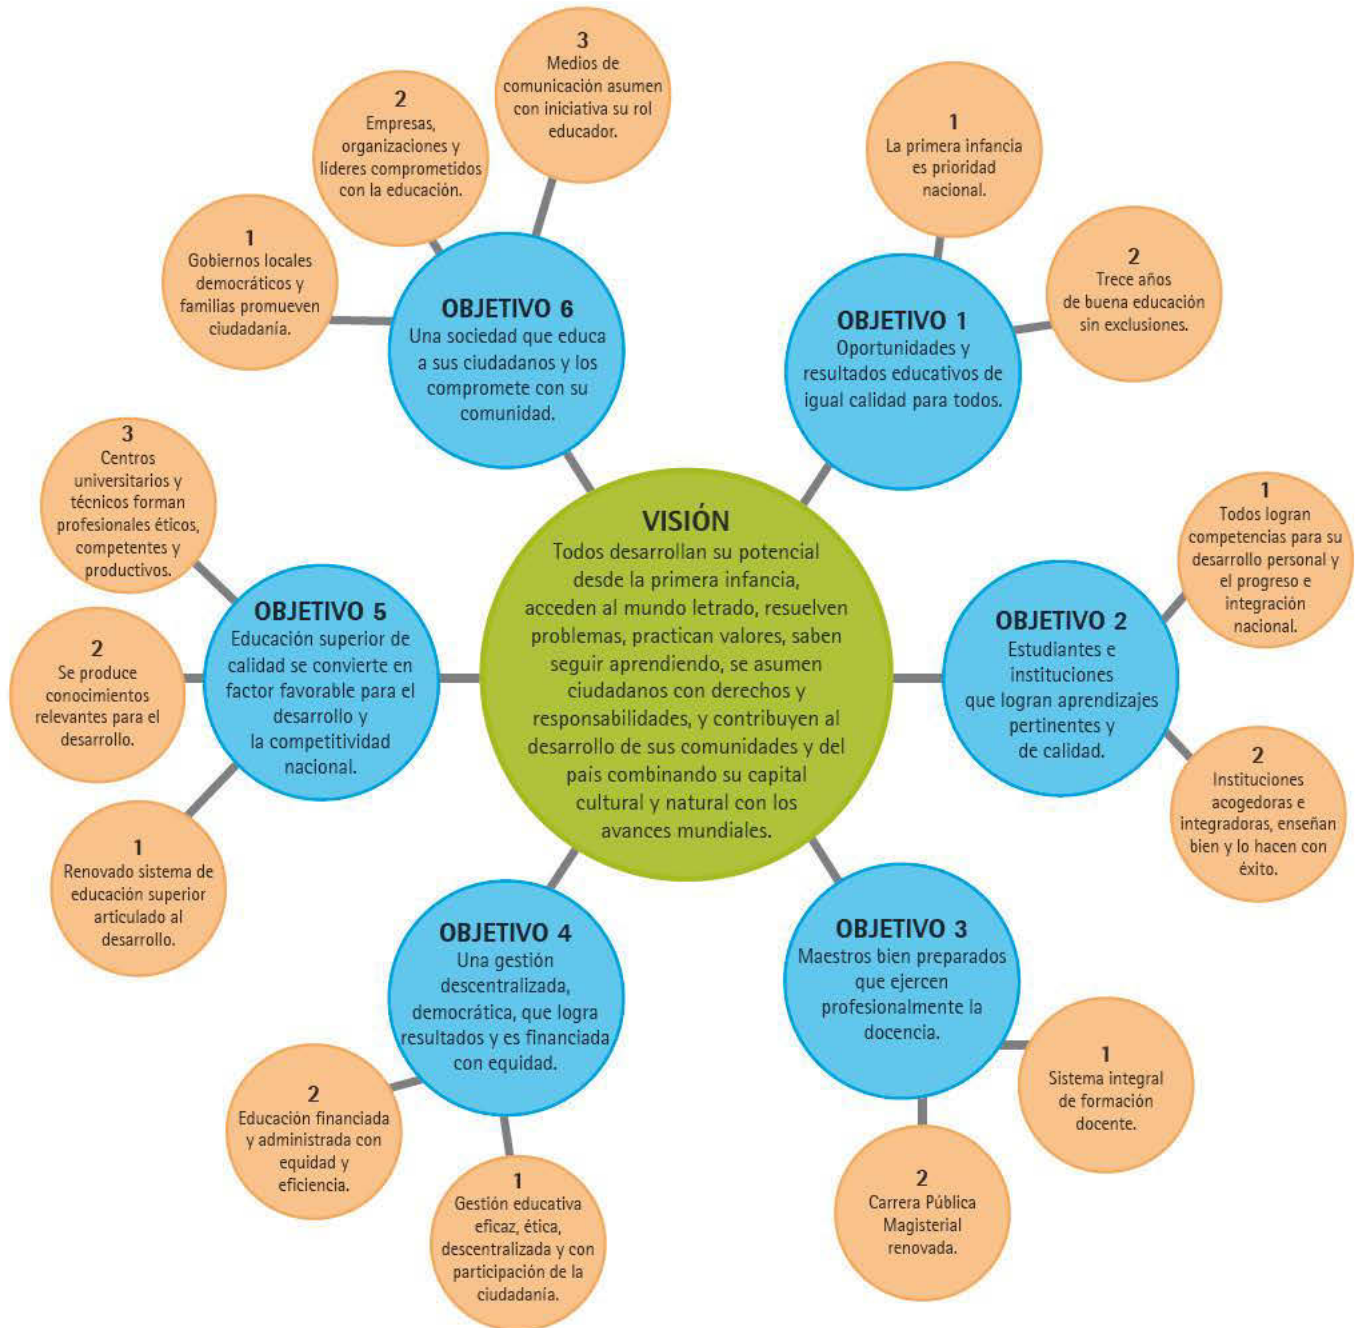 VISIÓN
Todos desarrollan su potencial
desde la primera infancia,
acceden al mundo letrado, resuelven
problemas, practican valores, saben
seguir aprendiendo, se asumen
ciudadanos con derechos y
responsabilidades, y contribuyen al
desarrollo de sus comunidades y del
país combinando su capital
cultural y natural con los
avances mundiales.
OBJETIVO 1
Oportunidades y
resultados educativos de
igual calidad para todos.
1
La primera infancia
es prioridad
nacional.
2
Trece años
de buena educación
sin exclusiones.
OBJETIVO 2
Estudiantes e
instituciones
que logran aprendizajes
pertinentes y
de calidad.
1
Todos logran
competencias para su
desarrollo personal y
el progreso e
integración
nacional.
2
Instituciones
acogedoras e
integradoras, enseñan
bien y lo hacen con
éxito.
OBJETIVO 3
Maestros bien preparados
que ejercen
profesionalmente la
docencia.
1
Sistema integral
de formación
docente.
2
Carrera Pública
Magisterial
renovada.
OBJETIVO 4
Una gestión
descentralizada,
democrática, que logra
resultados y es financiada
con equidad.
1
Gestión educativa
eficaz, ética,
descentralizada y con
participación de la
ciudadanía.
2
Educación financiada
y administrada con
equidad y
eficiencia.
OBJETIVO 5
Educación superior de
calidad se convierte en
factor favorable para el
desarrollo y
la competitividad
nacional.
1
Renovado sistema de
educación superior
articulado al
desarrollo.
2
Se produce
conocimientos
relevantes para el
desarrollo.
3
Centros
universitarios y
técnicos forman
profesionales éticos,
competentes y
productivos.
OBJETIVO 6
Una sociedad que educa
a sus ciudadanos y los
compromete con su
comunidad.
1
Gobiernos locales
democráticos y
familias promueven
ciudadanía.
2
Empresas,
organizaciones y
líderes comprometidos
con la educación.
3
Medios de
comunicación asumen
con iniciativa su rol
educador.